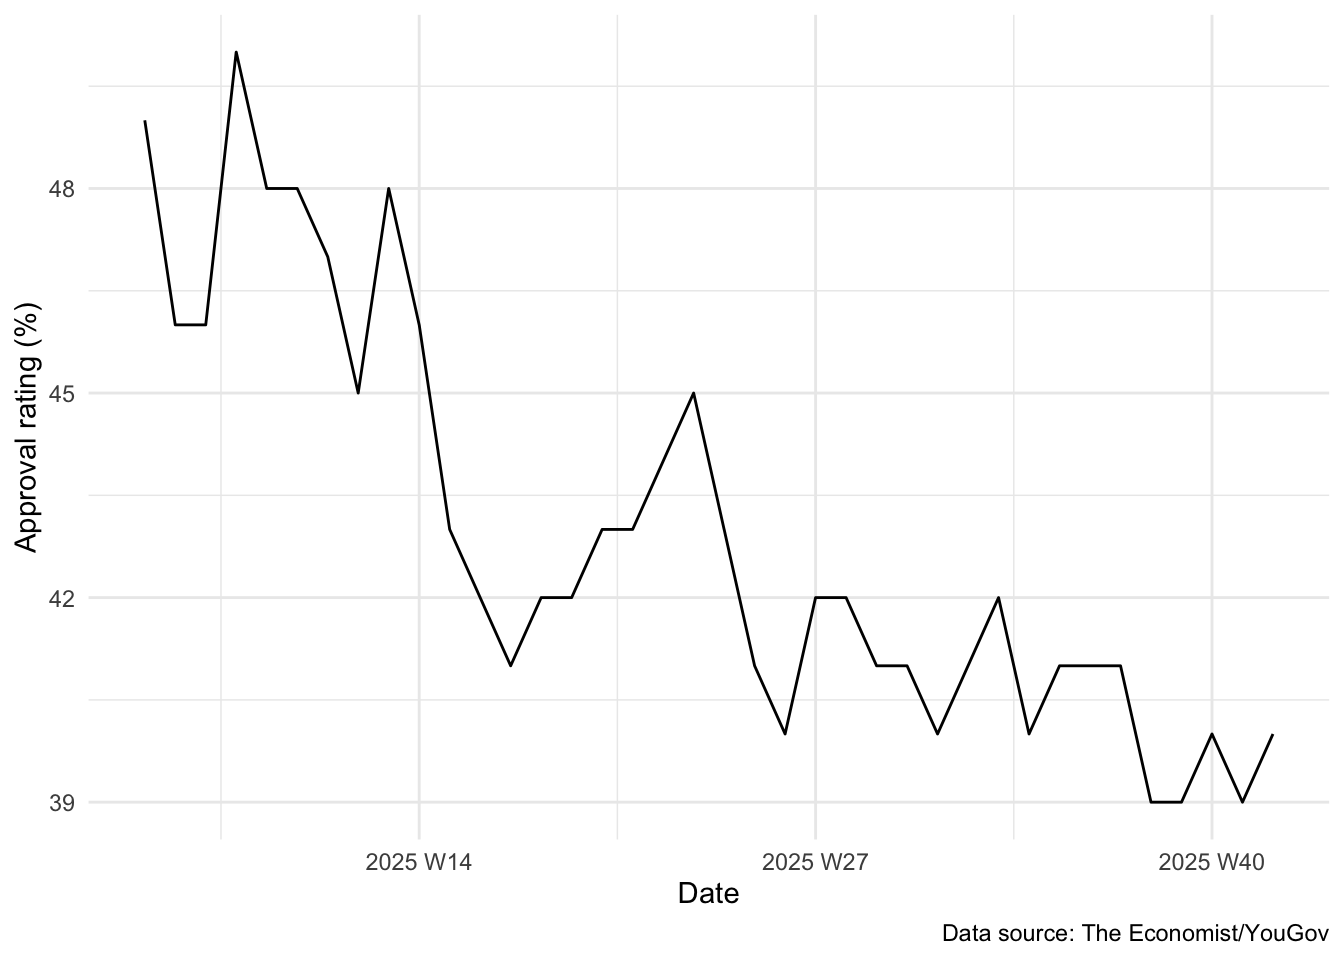 48
45
42
39
Approval rating (%)
2025 W14
2025 W27
2025 W40
Date
Data source: The Economist/YouGov